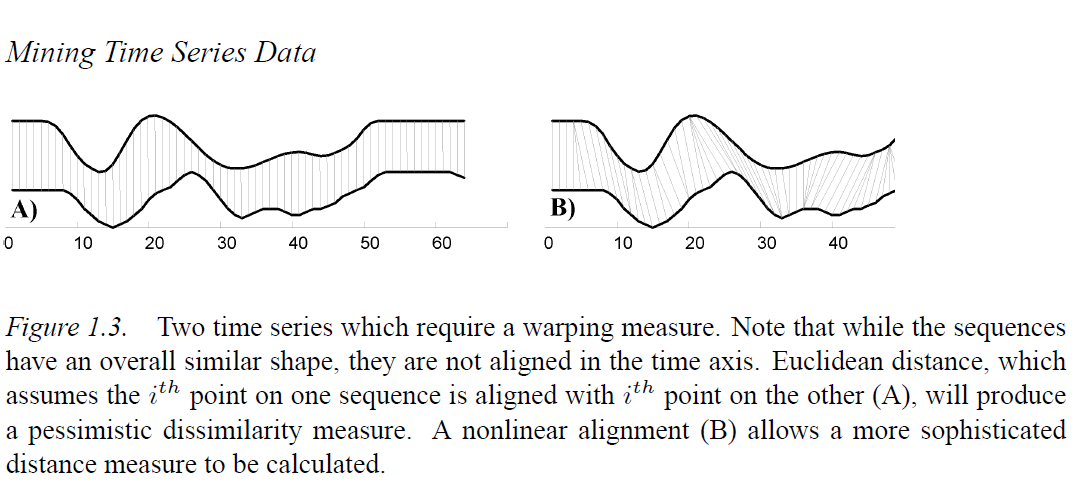 Mining Time Series Data
A) B)
0 10 20 30 40 50 60 0 10 20 30 40
Figure 1.3. Two time series which require a warping measure. Note that while the sequences
have an overall similar shape, they are not aligned in the time axis. Euclidean distance, which
assumes the i^th point on one sequence is aligned with i^th point on the other (A), will produce
a pessimistic dissimilarity measure. A nonlinear alignment (B) allows a more sophisticated
distance measure to be calculated.